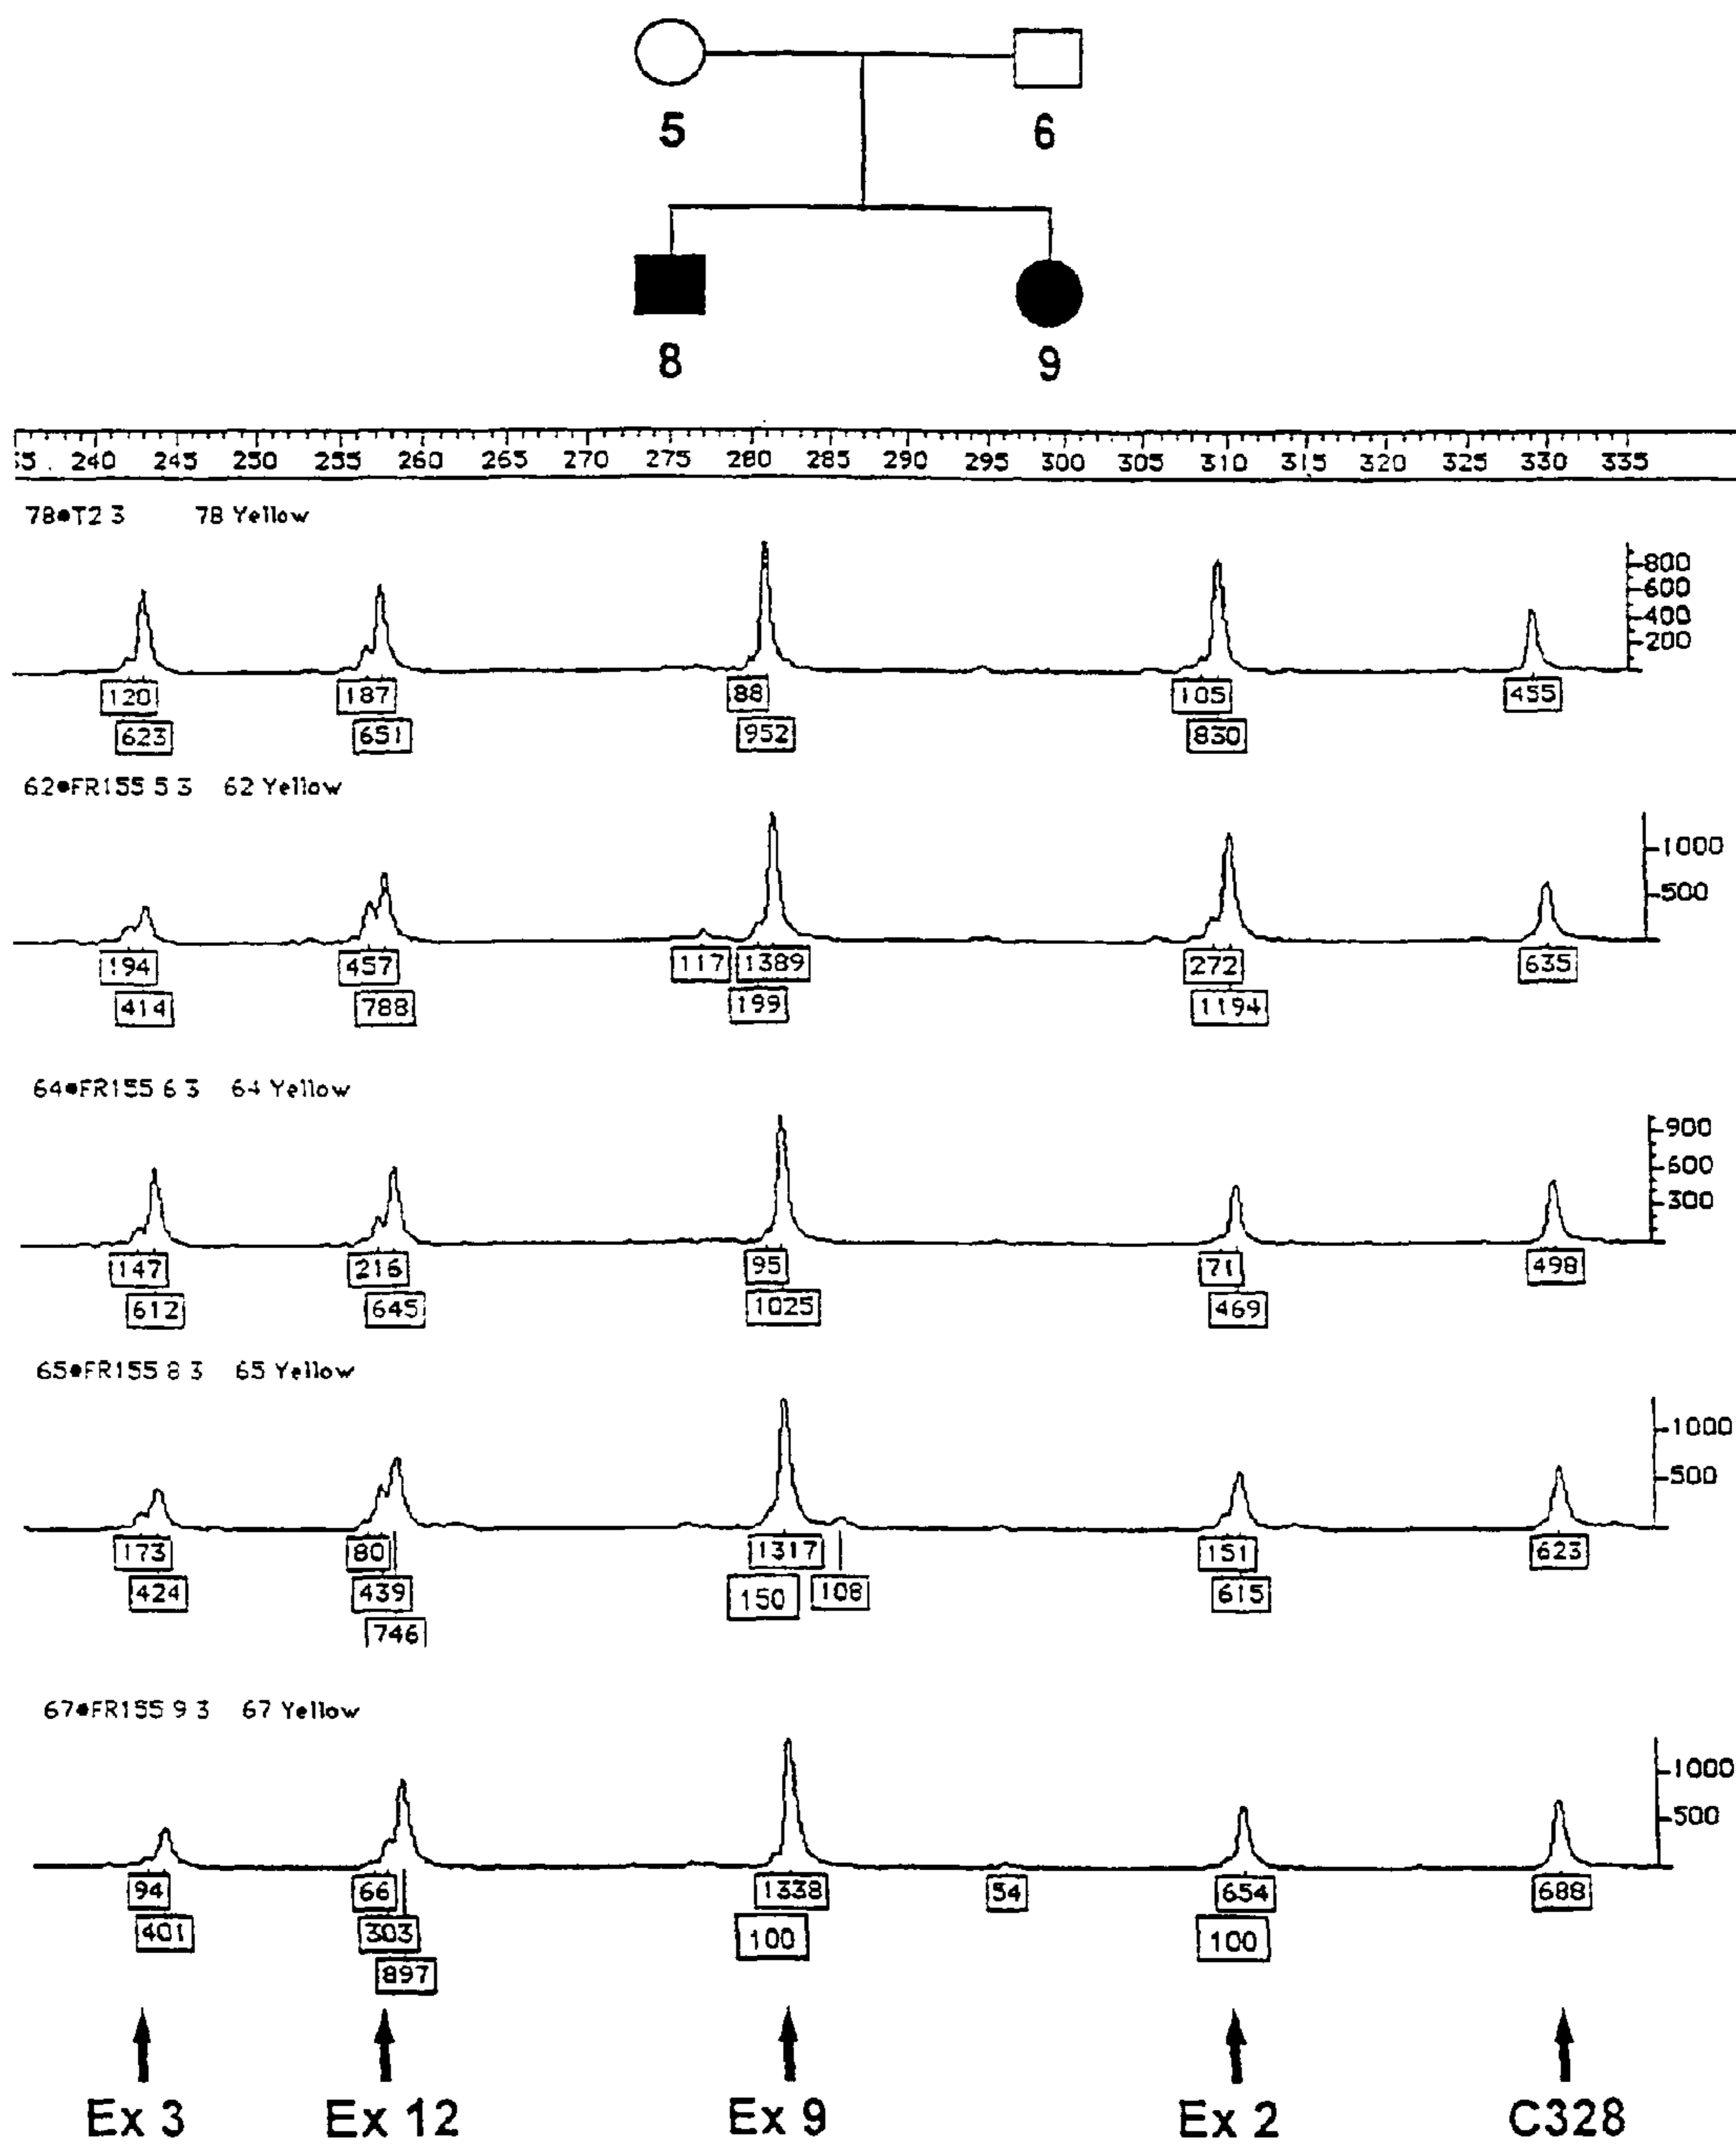 5 6
8 9
35 240 245 250 255 260 265 270 275 280 285 290 295 300 305 310 315 320 325 330 335
78●T2 3 78 Yellow
800
600
400
200
120 187 88 105 455
623 651 952 830
62●FR155 5 3 62 Yellow
1000
500
194 457 117 1389 272 635
414 788 199 1194
64●FR155 6 3 64 Yellow
900
600
300
147 216 95 71 498
612 645 1025 469
65●FR155 8 3 65 Yellow
1000
500
173 80 1317 151 623
424 439 150 108 615
746
67●FR155 9 3 67 Yellow
1000
500
94 66 1338 54 654 688
401 303 100 100
897
Ex 3 Ex 12 Ex 9 Ex 2 C328